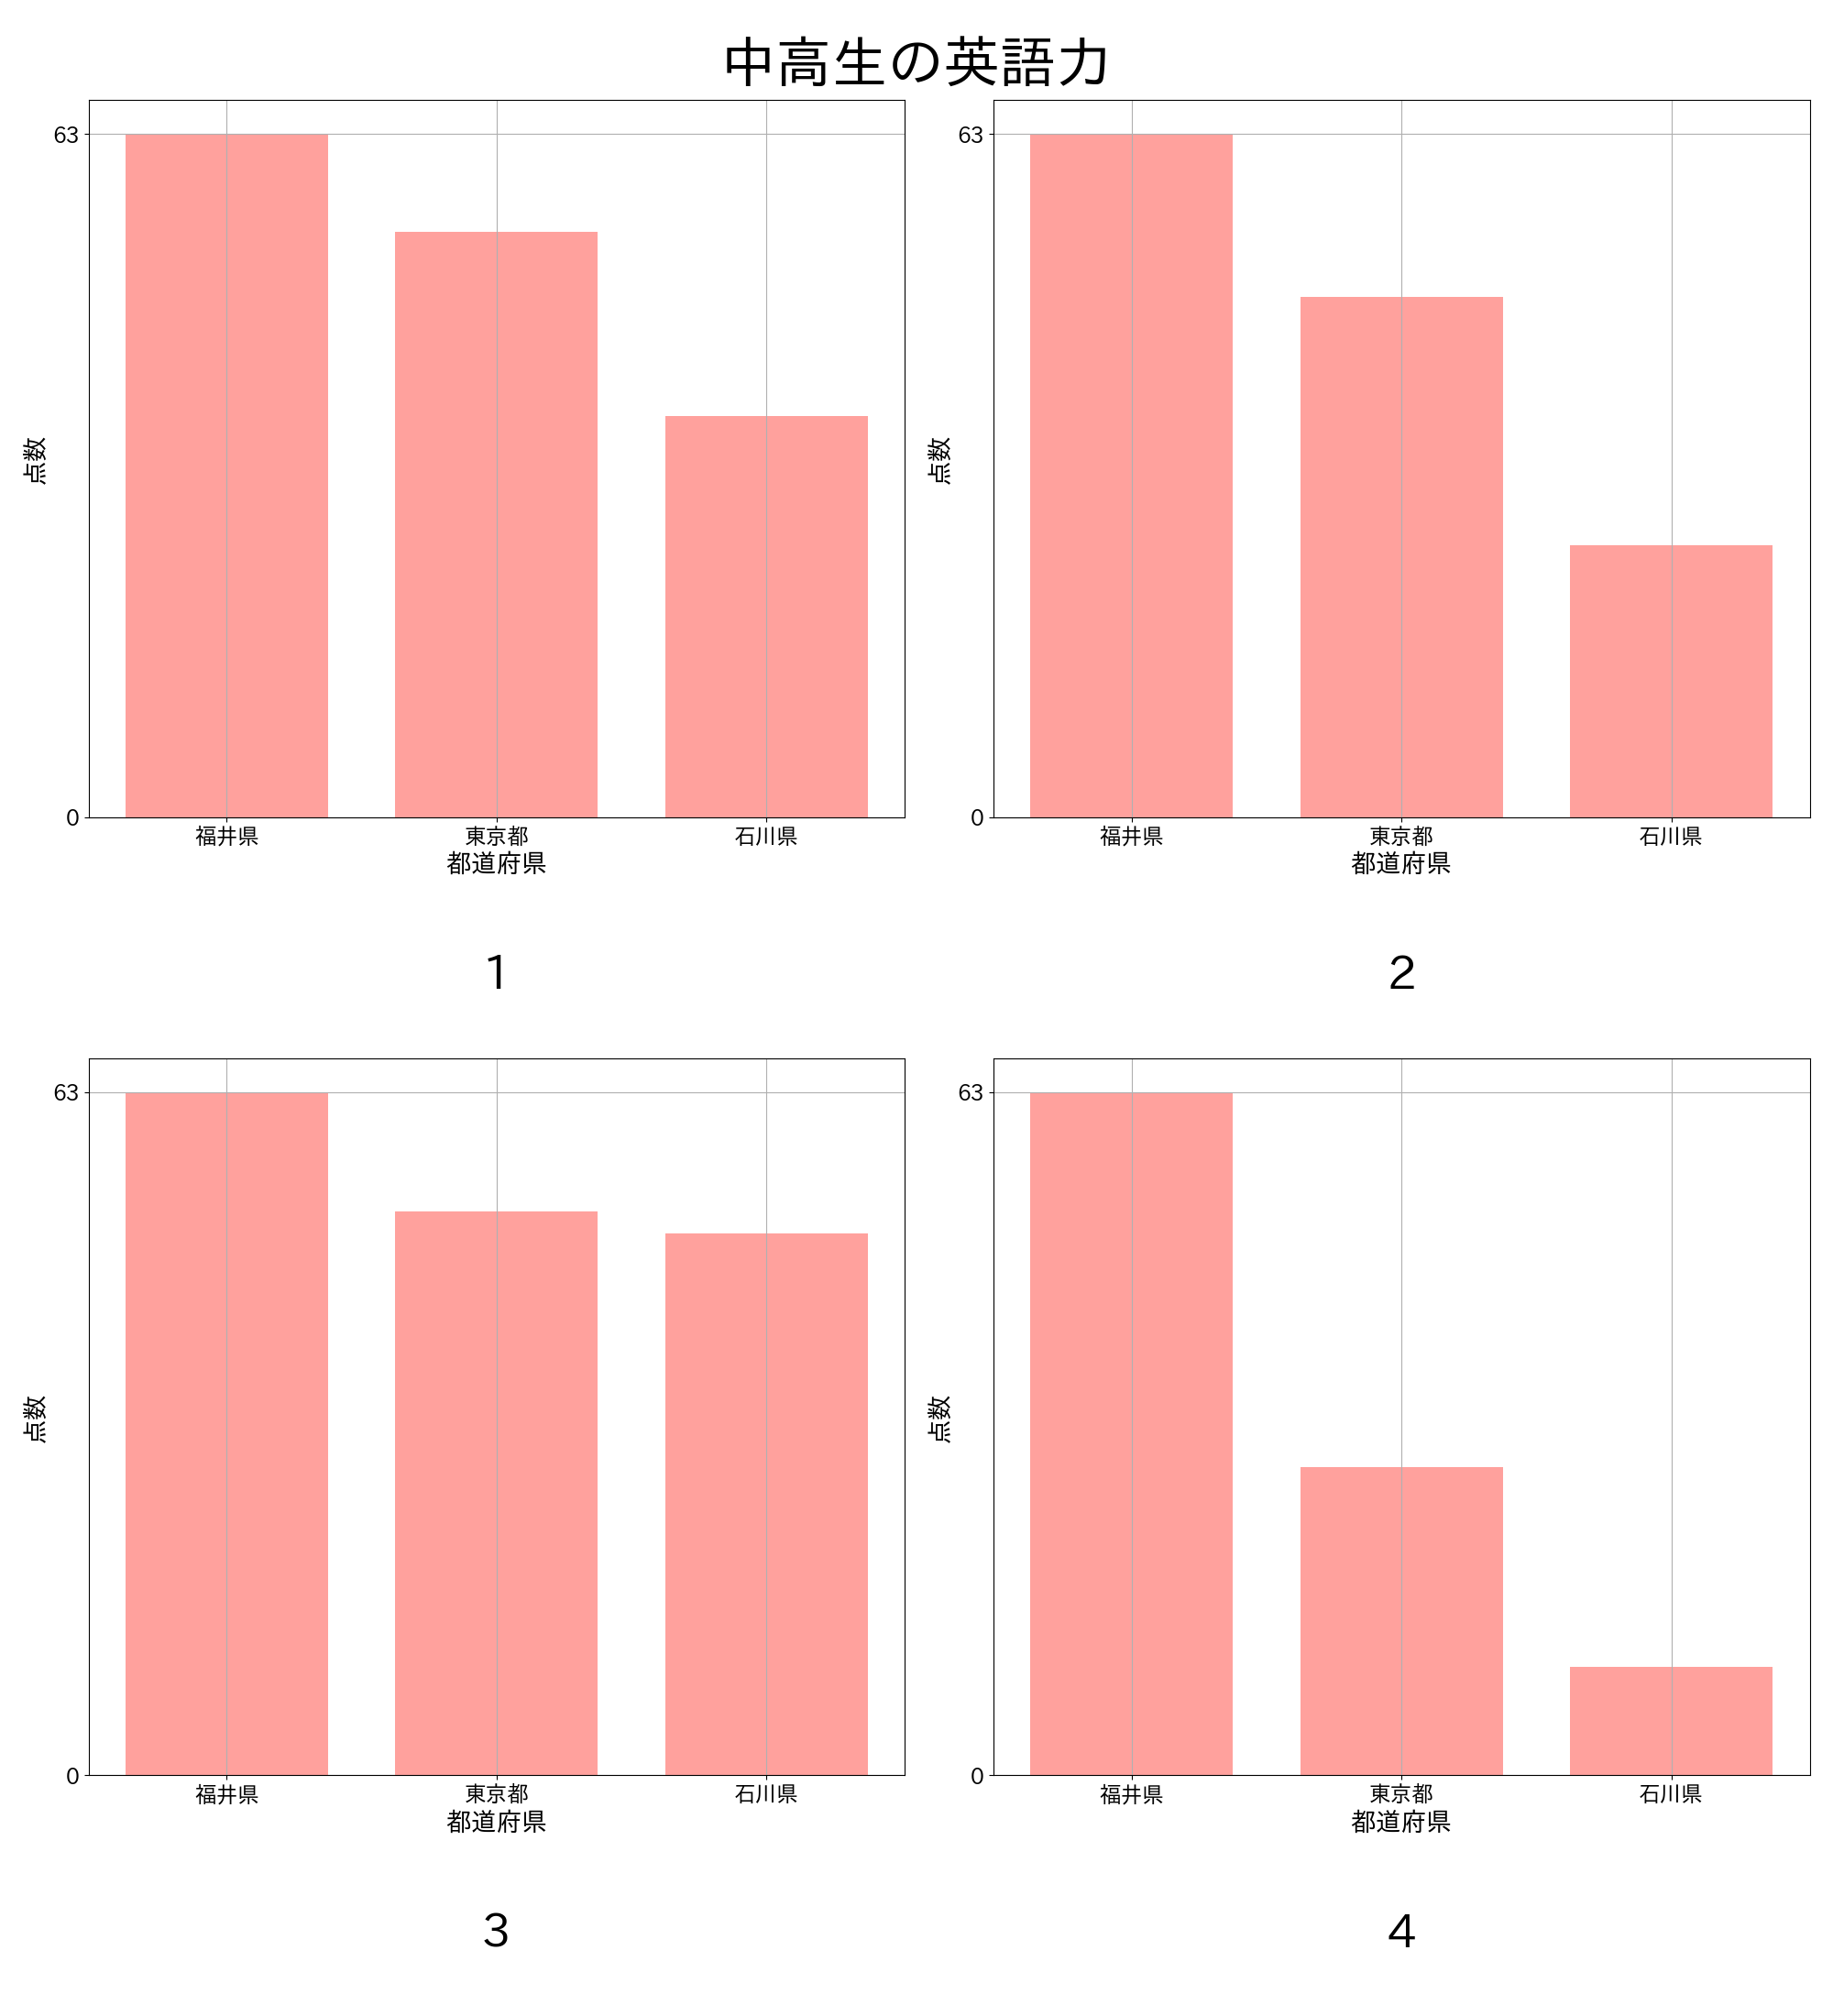 中高生の英語力
63
0
点数
福井県 東京都 石川県
都道府県
1
63
0
点数
福井県 東京都 石川県
都道府県
2
63
0
点数
福井県 東京都 石川県
都道府県
3
63
0
点数
福井県 東京都 石川県
都道府県
4